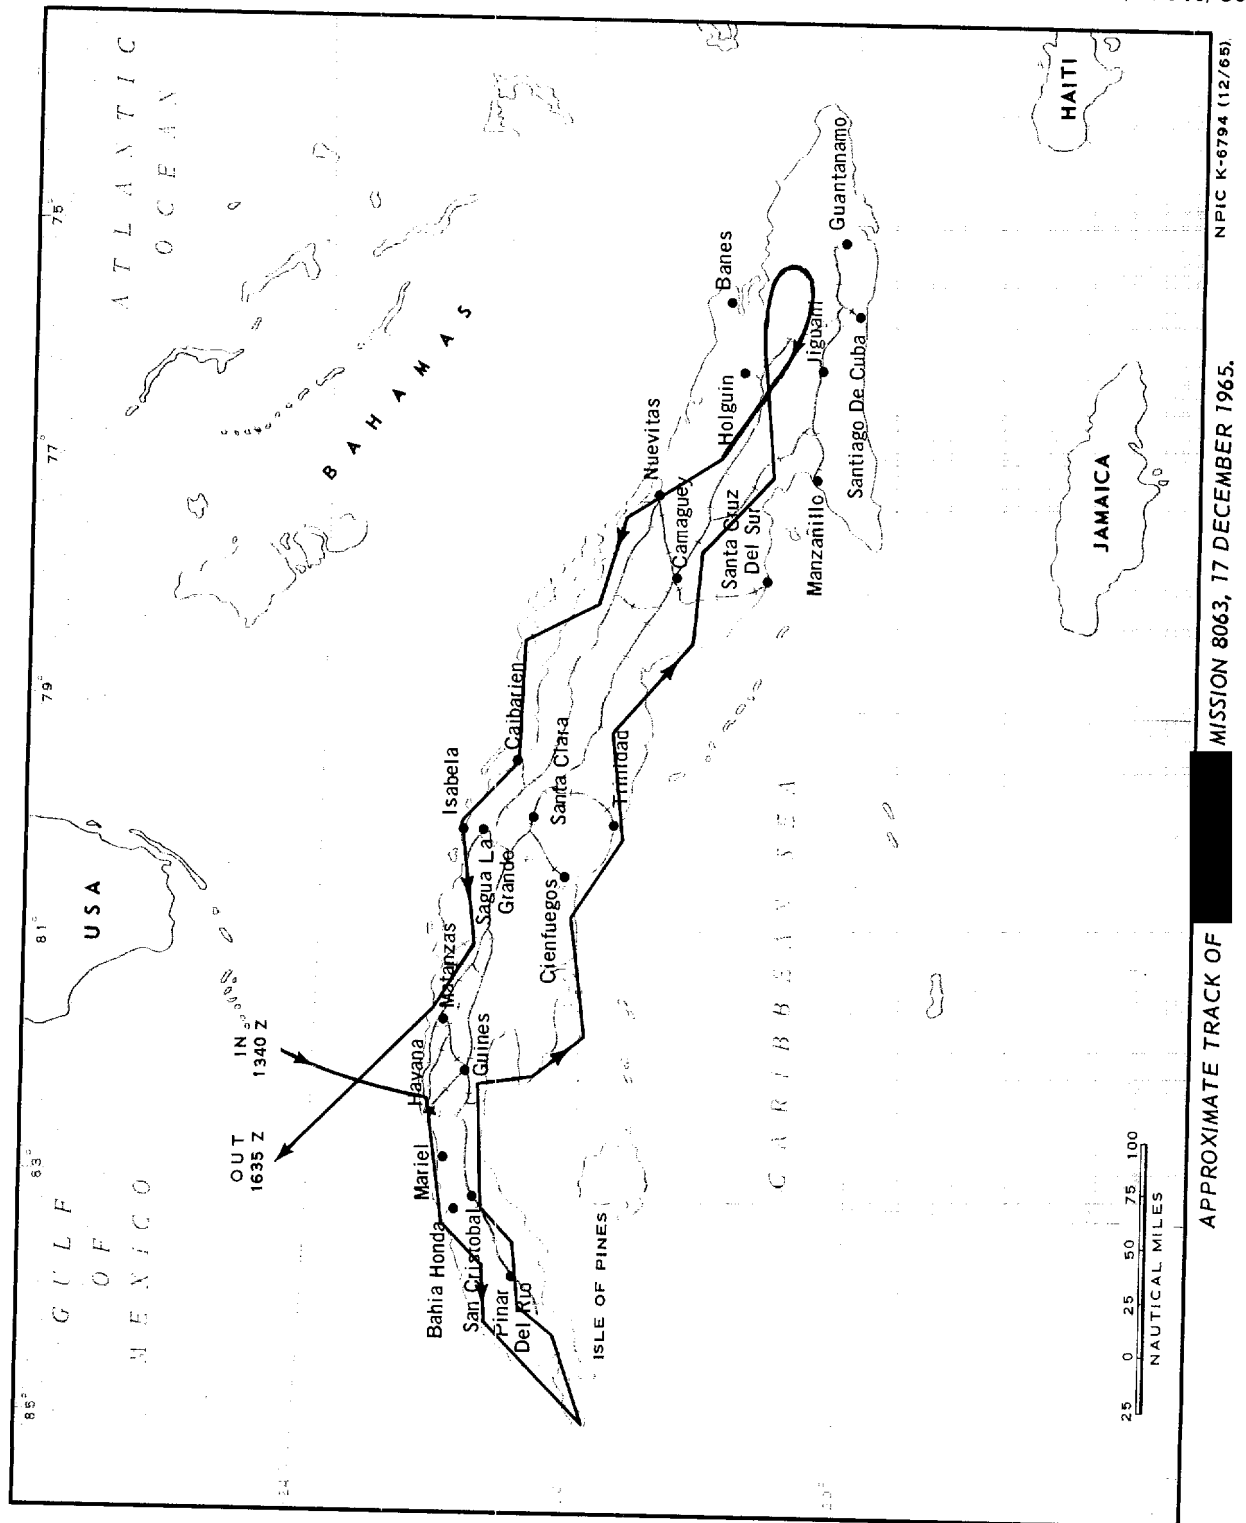 ATLANTIC
OCEAN
75°
77°
79°
81°
83°
85°
USA
BAHAMAS
GULF
OF
MEXICO
IN
1340 Z
OUT
1635 Z
Havana
Mariel
Bahia Honda
San Cristobal
Pinar
Del Rio
Guines
Matanzas
Isabela
Sagua La
Grande
Caibarien
Santa Clara
Cienfuegos
Trinidad
Nuevitas
Camaguey
Santa Cruz
Del Sur
Holguin
Banes
Jiguani
Manzanillo
Santiago De Cuba
Guantanamo
HAITI
JAMAICA
CARIBBEAN SEA
ISLE OF PINES
25 0 25 50 75 100
NAUTICAL MILES
APPROXIMATE TRACK OF
MISSION 8063, 17 DECEMBER 1965.
NPIC K-6794 (12/65)